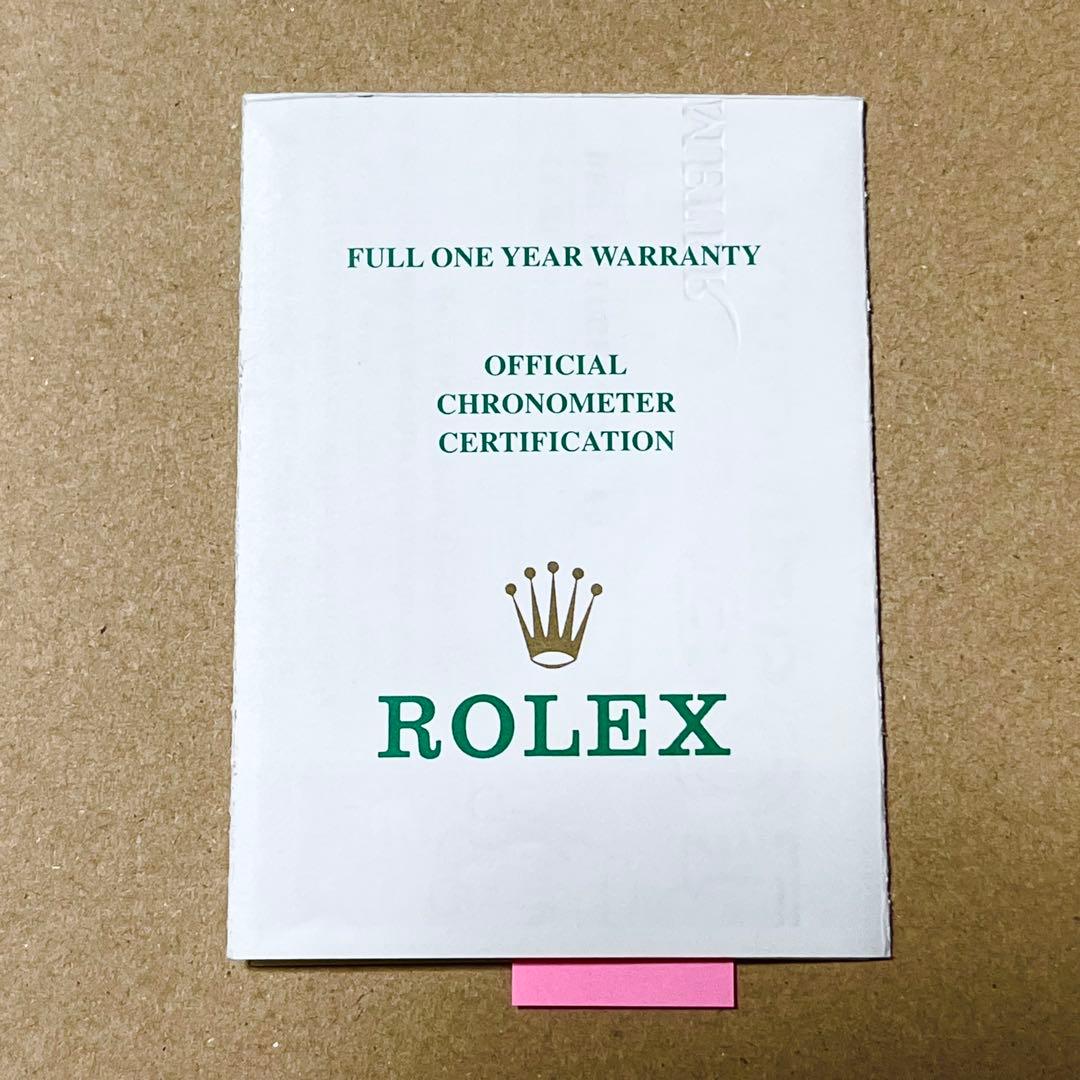 FULL ONE YEAR WARRANTY
OFFICIAL
CHRONOMETER
CERTIFICATION
ROLEX